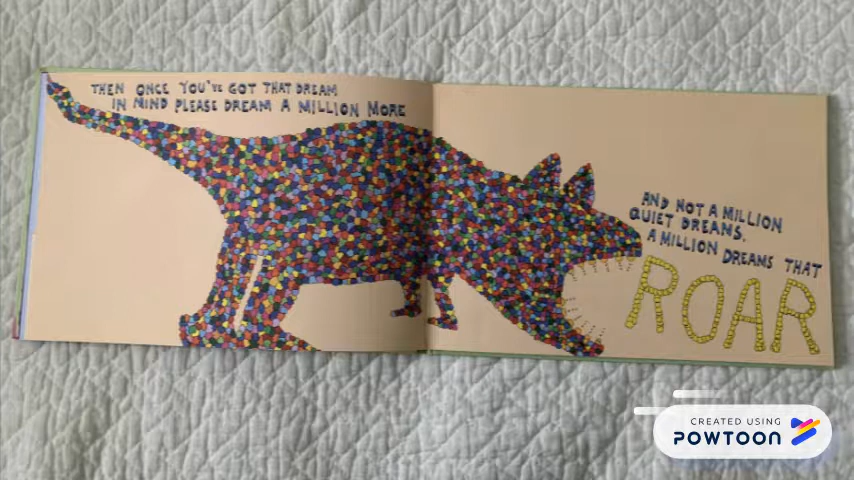 THEN ONCE YOU'VE GOT THAT DREAM
IN MIND PLEASE DREAM A MILLION MORE
AND NOT A MILLION
QUIET DREAMS.
A MILLION DREAMS THAT
ROAR
CREATED USING
POWTOON